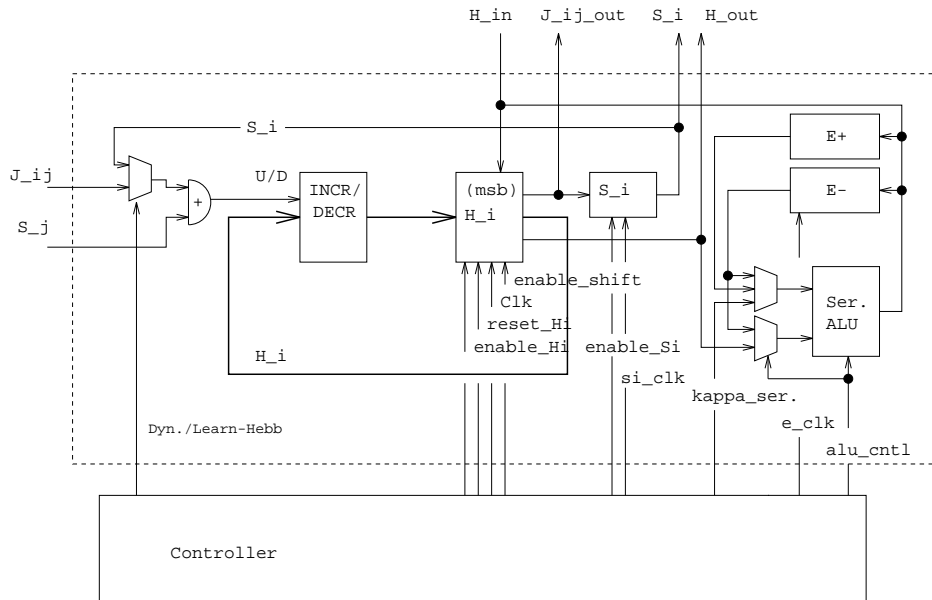 H_in J_ij_out S_i H_out
S_i
E+
J_ij
U/D
INCR/
DECR
(msb)
H_i
S_i
E-
+
S_j
enable_shift
Clk
reset_Hi
enable_Hi
enable_Si
Ser.
ALU
H_i
si_clk
kappa_ser.
Dyn./Learn-Hebb
e_clk
alu_cntl
Controller